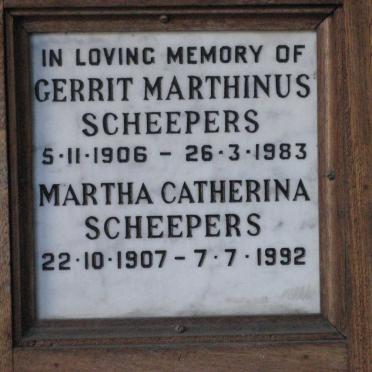 IN LOVING MEMORY OF
GERRIT MARTHINUS
SCHEEPERS
5·11·1906 – 26·3·1983
MARTHA CATHERINA
SCHEEPERS
22·10·1907 – 7·7·1992